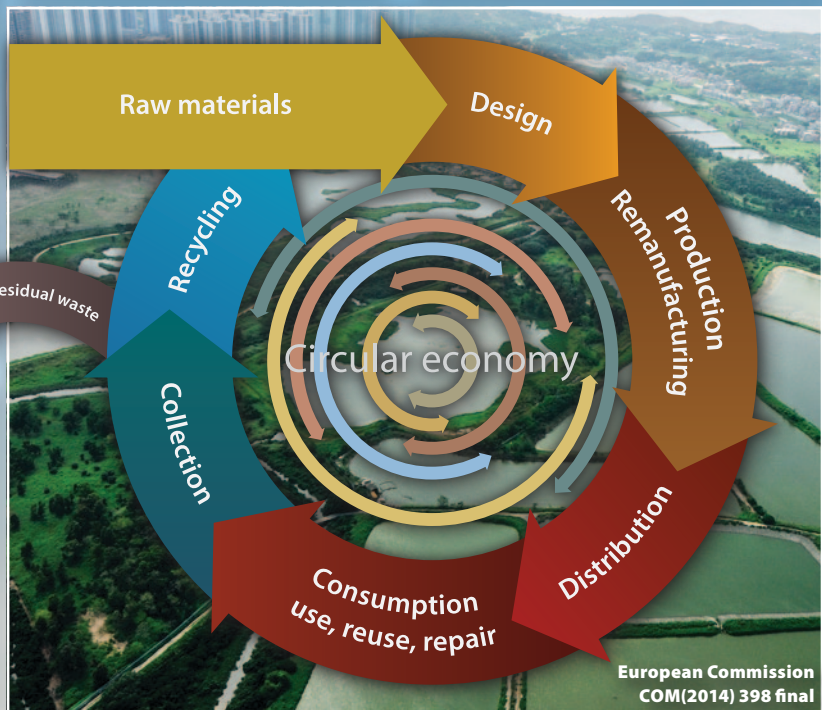 Raw materials
Design
Production
Remanufacturing
Distribution
Consumption
use, reuse, repair
Collection
Recycling
esidual waste
Circular economy
European Commission
COM(2014) 398 final